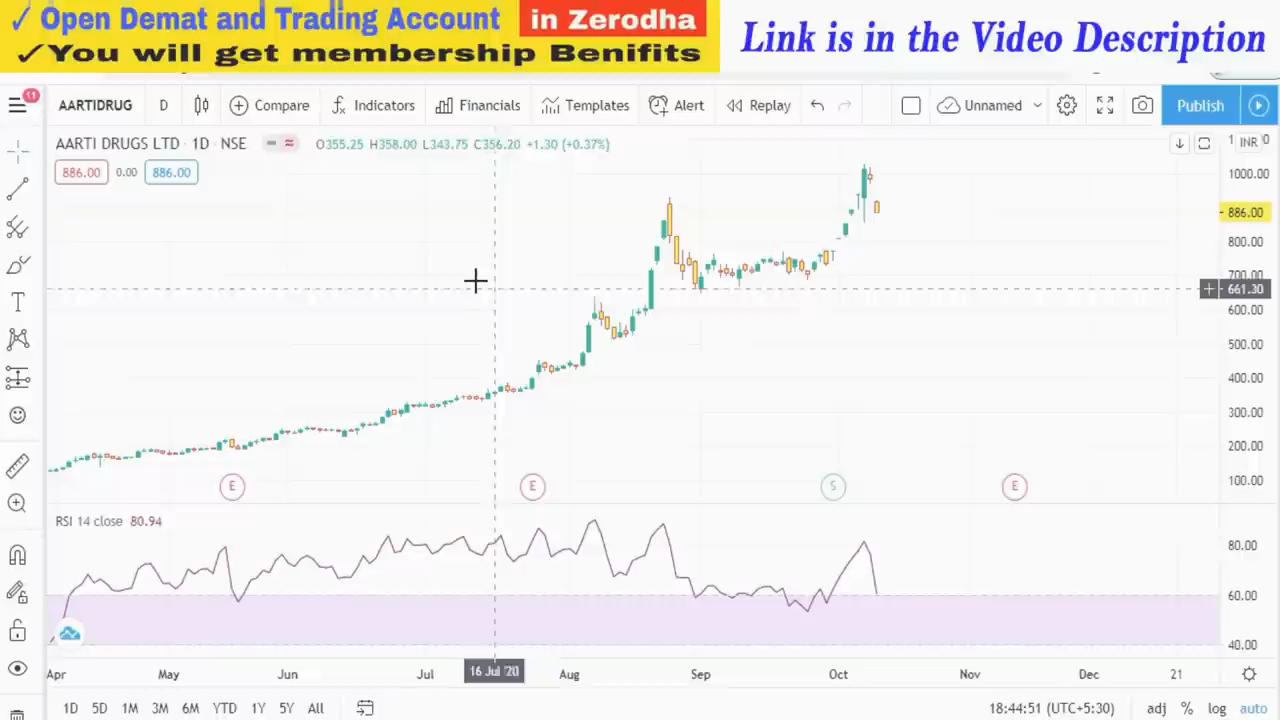 ✓ Open Demat and Trading Account in Zerodha
✓You will get membership Benifits
Link is in the Video Description
11
AARTIDRUG D Compare Indicators Financials Templates Alert Replay Unnamed Publish
AARTI DRUGS LTD · 1D · NSE O355.25 H358.00 L343.75 C356.20 +1.30 (+0.37%)
INR
886.00 0.00 886.00
1000.00
886.00
800.00
700.00
661.30
600.00
500.00
400.00
300.00
200.00
100.00
E E S E
RSI 14 close 80.94
80.00
60.00
40.00
Apr May Jun Jul 16 Jul '20 Aug Sep Oct Nov Dec 21
1D 5D 1M 3M 6M YTD 1Y 5Y All 18:44:51 (UTC+5:30) adj % log auto